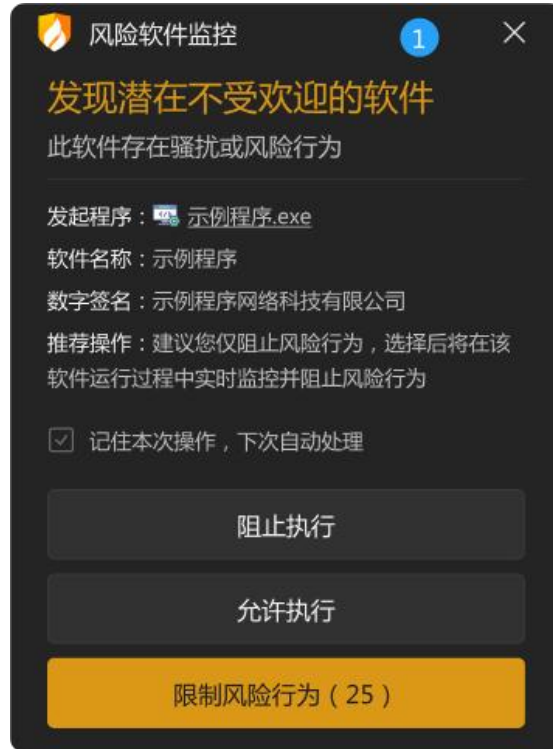 风险软件监控
1
发现潜在不受欢迎的软件
此软件存在骚扰或风险行为
发起程序：示例程序.exe
软件名称：示例程序
数字签名：示例程序网络科技有限公司
推荐操作：建议您仅阻止风险行为，选择后将在该
软件运行过程中实时监控并阻止风险行为
记住本次操作，下次自动处理
阻止执行
允许执行
限制风险行为（25）